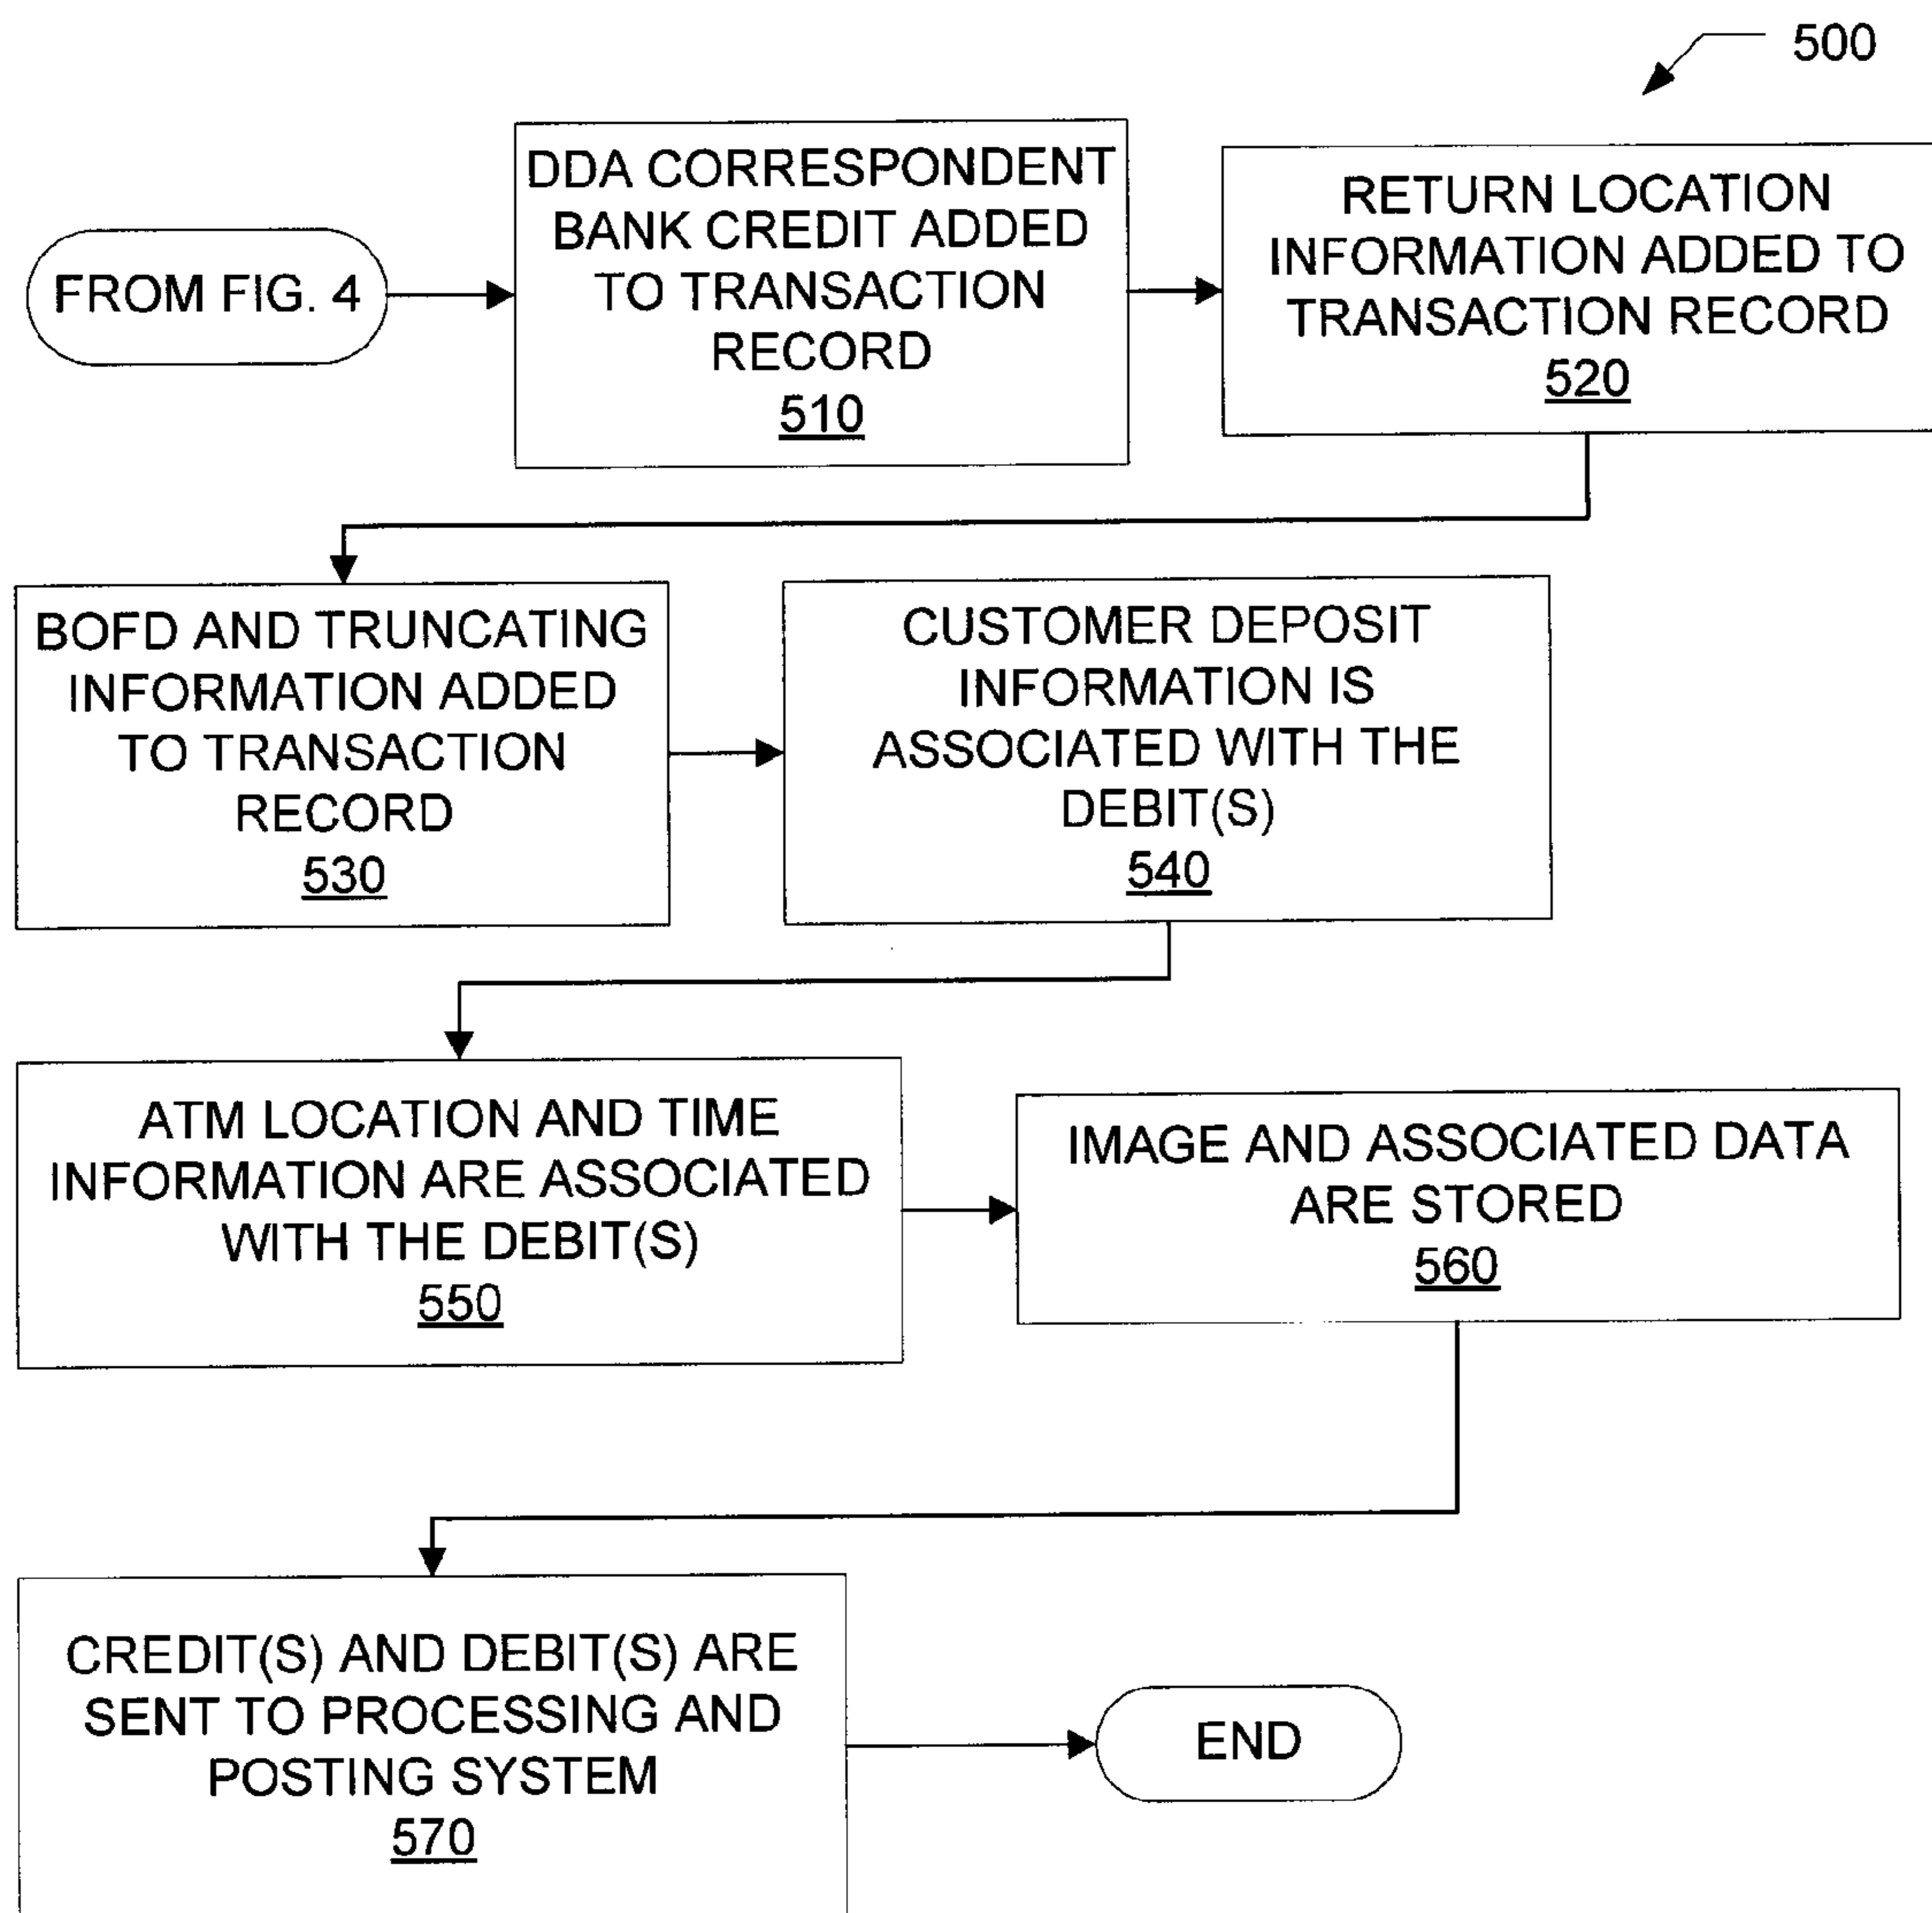 500
FROM FIG. 4
DDA CORRESPONDENT
BANK CREDIT ADDED
TO TRANSACTION
RECORD
510
RETURN LOCATION
INFORMATION ADDED TO
TRANSACTION RECORD
520
BOFD AND TRUNCATING
INFORMATION ADDED
TO TRANSACTION
RECORD
530
CUSTOMER DEPOSIT
INFORMATION IS
ASSOCIATED WITH THE
DEBIT(S)
540
ATM LOCATION AND TIME
INFORMATION ARE ASSOCIATED
WITH THE DEBIT(S)
550
IMAGE AND ASSOCIATED DATA
ARE STORED
560
CREDIT(S) AND DEBIT(S) ARE
SENT TO PROCESSING AND
POSTING SYSTEM
570
END